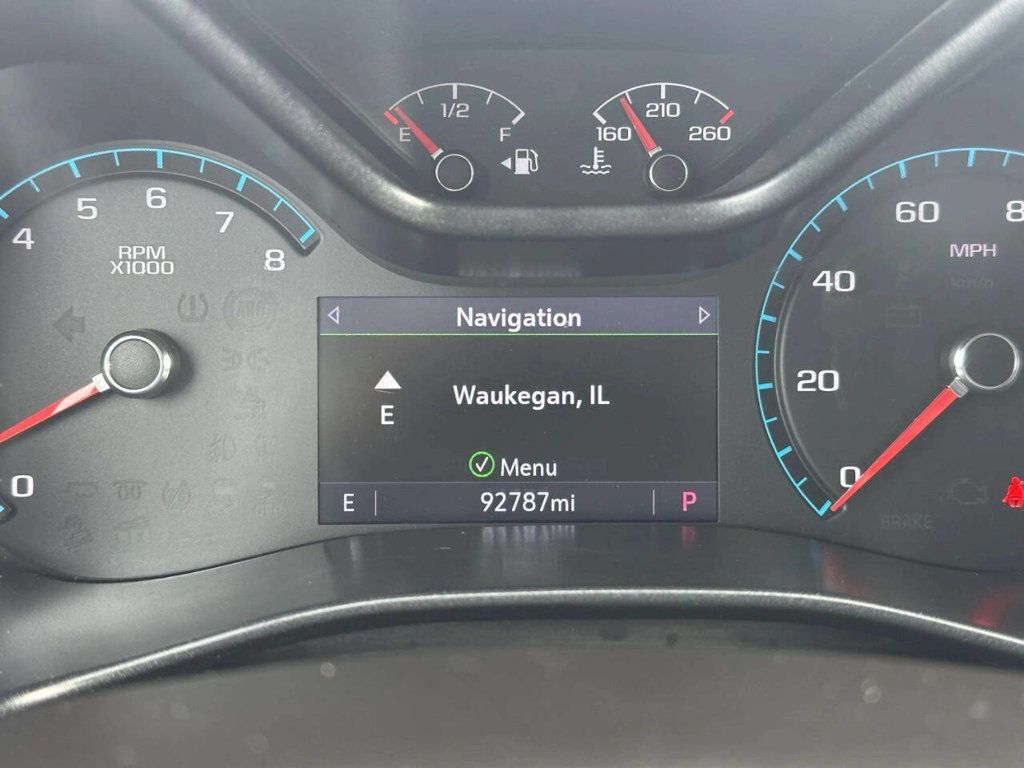 1/2
E
F
210
160
260
4
5
6
7
8
RPM
X1000
0
60
MPH
km/h
40
20
0
BRAKE
Navigation
E
Waukegan, IL
Menu
E
92787mi
P